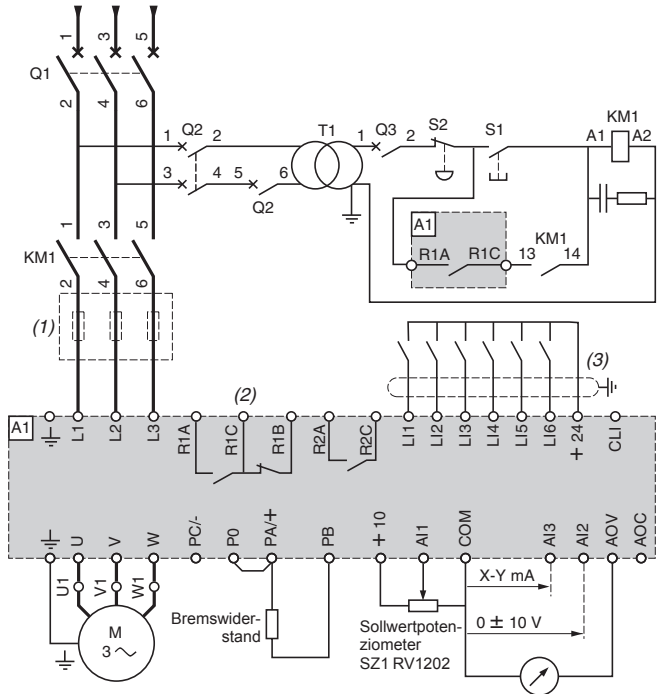 1 3 5
Q1
2 4 6
1 Q2 2
3 4 5 6
Q2
T1
1 Q3 2
S2
S1
KM1
A1 A2
A1
R1A R1C
13 KM1 14
1 3 5
KM1
2 4 6
(1)
(2)
(3)
A1
L1 L2 L3 R1A R1C R1B R2A R2C LI1 LI2 LI3 LI4 LI5 LI6 + 24 CLI
U V W PC/- P0 PA/+ PB + 10 AI1 COM AI3 AI2 AOV AOC
U1 V1 W1
X-Y mA
0 ± 10 V
M
3
Bremswider-
stand
Sollwertpoten-
ziometer
SZ1 RV1202